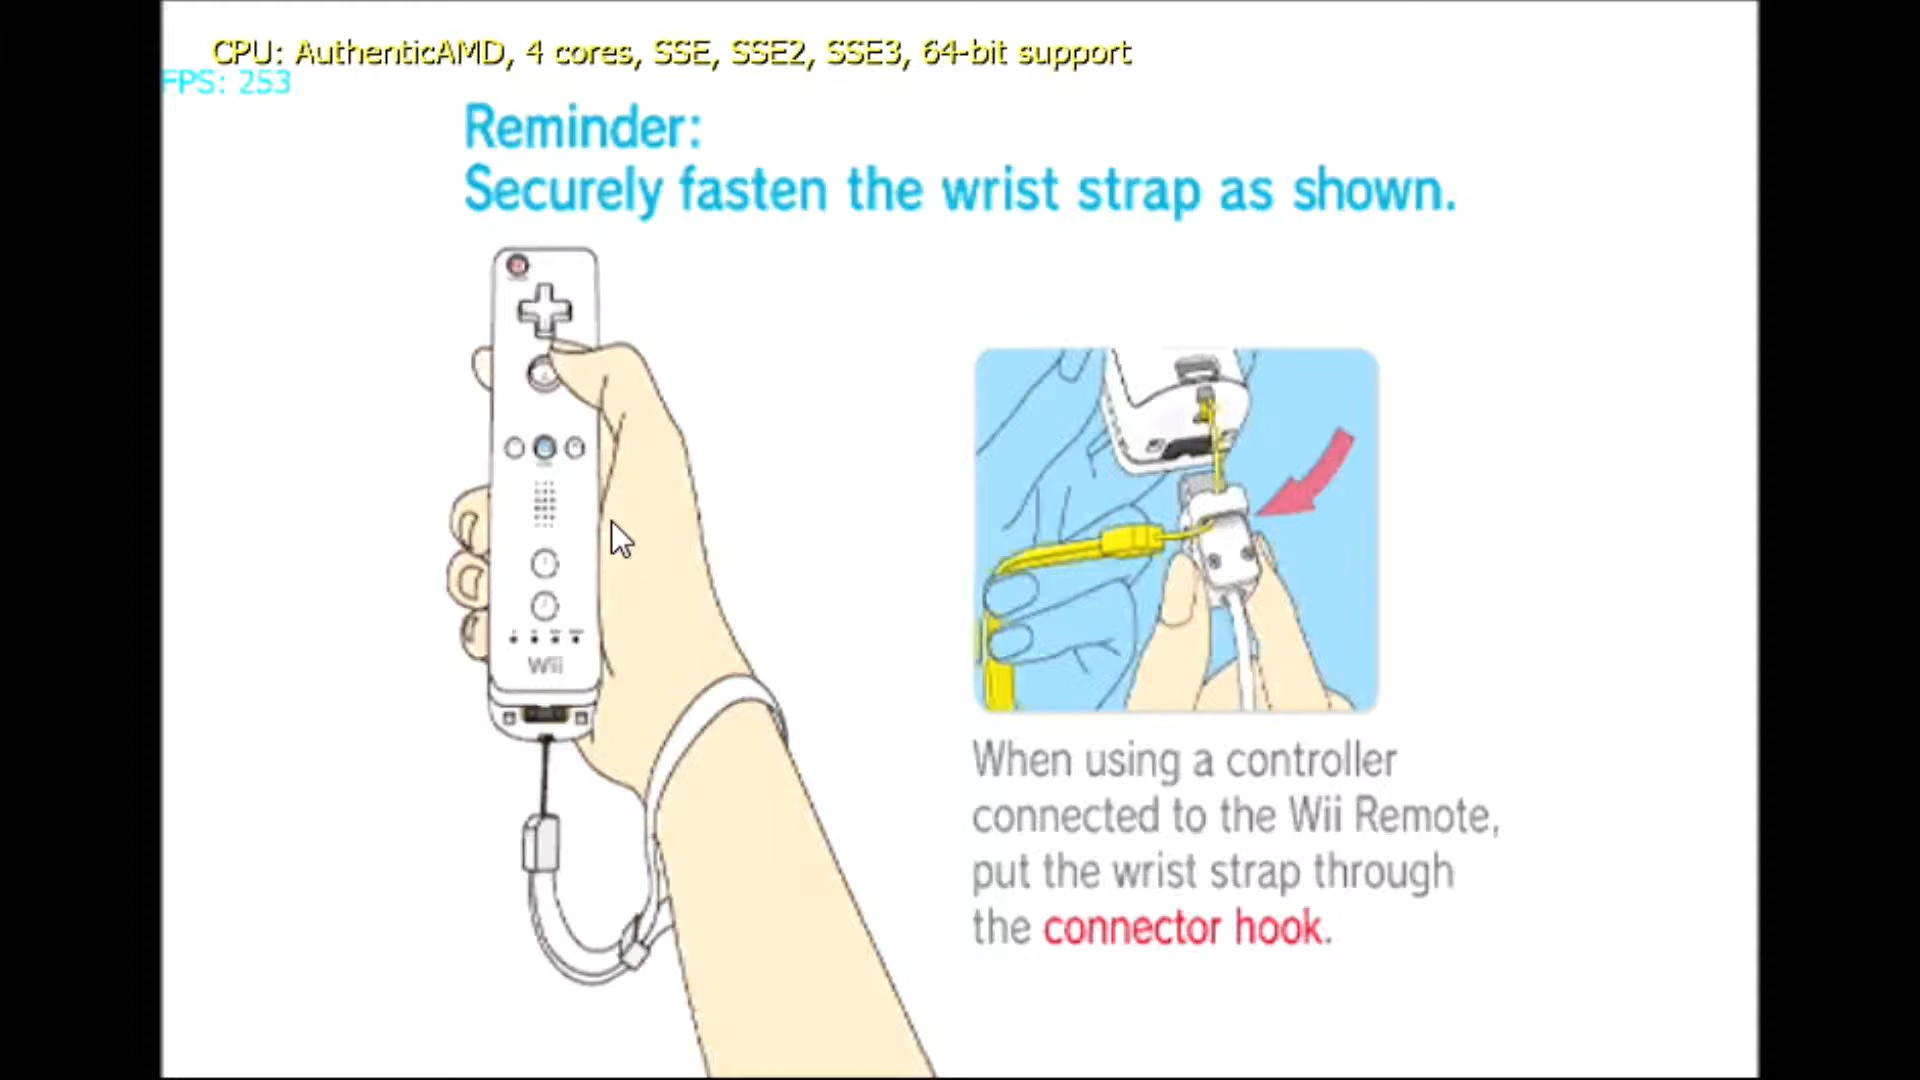 CPU: AuthenticAMD, 4 cores, SSE, SSE2, SSE3, 64-bit support
FPS: 253
Reminder:
Securely fasten the wrist strap as shown.
Wii
When using a controller
connected to the Wii Remote,
put the wrist strap through
the connector hook.